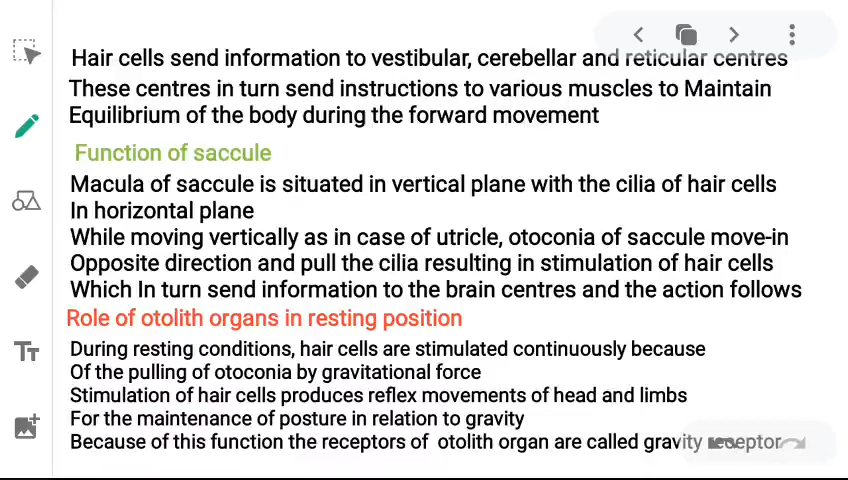 Hair cells send information to vestibular, cerebellar and reticular centres
These centres in turn send instructions to various muscles to Maintain
Equilibrium of the body during the forward movement
Function of saccule
Macula of saccule is situated in vertical plane with the cilia of hair cells
In horizontal plane
While moving vertically as in case of utricle, otoconia of saccule move-in
Opposite direction and pull the cilia resulting in stimulation of hair cells
Which In turn send information to the brain centres and the action follows
Role of otolith organs in resting position
During resting conditions, hair cells are stimulated continuously because
Of the pulling of otoconia by gravitational force
Stimulation of hair cells produces reflex movements of head and limbs
For the maintenance of posture in relation to gravity
Because of this function the receptors of otolith organ are called gravity receptor
TT